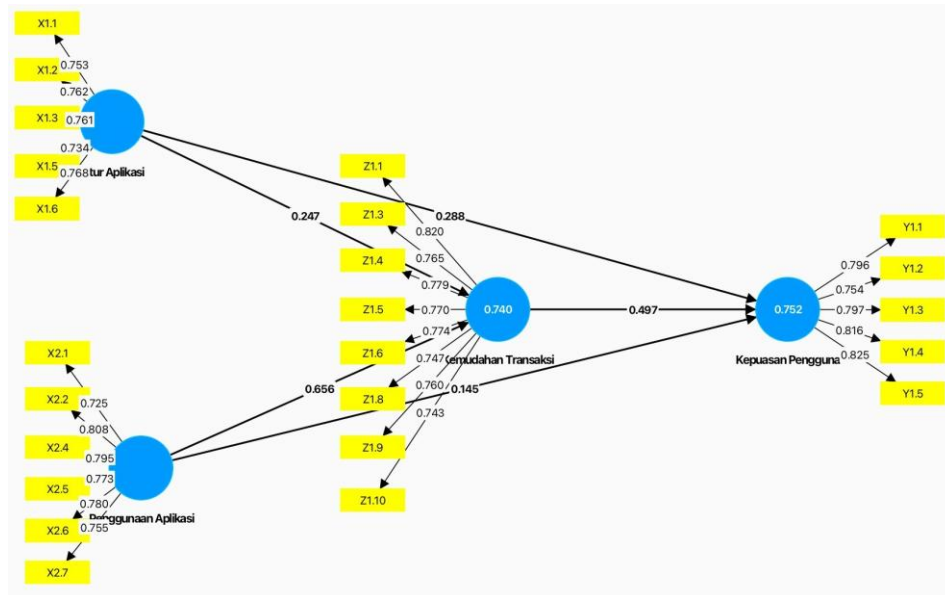 X1.1
X1.2
X1.3
X1.5
X1.6
0.753
0.762
0.761
0.734
0.768
tur Aplikasi
0.247
0.288
Z1.1
Z1.3
Z1.4
Z1.5
Z1.6
Z1.8
Z1.9
Z1.10
0.820
0.765
0.779
0.770
0.774
0.747
0.760
0.743
0.740
emudahan Transaksi
0.497
0.656
0.145
X2.1
X2.2
X2.4
X2.5
X2.6
X2.7
0.725
0.808
0.795
0.773
0.780
0.755
Penggunaan Aplikasi
0.752
Kepuasan Pengguna
Y1.1
Y1.2
Y1.3
Y1.4
Y1.5
0.796
0.754
0.797
0.816
0.825